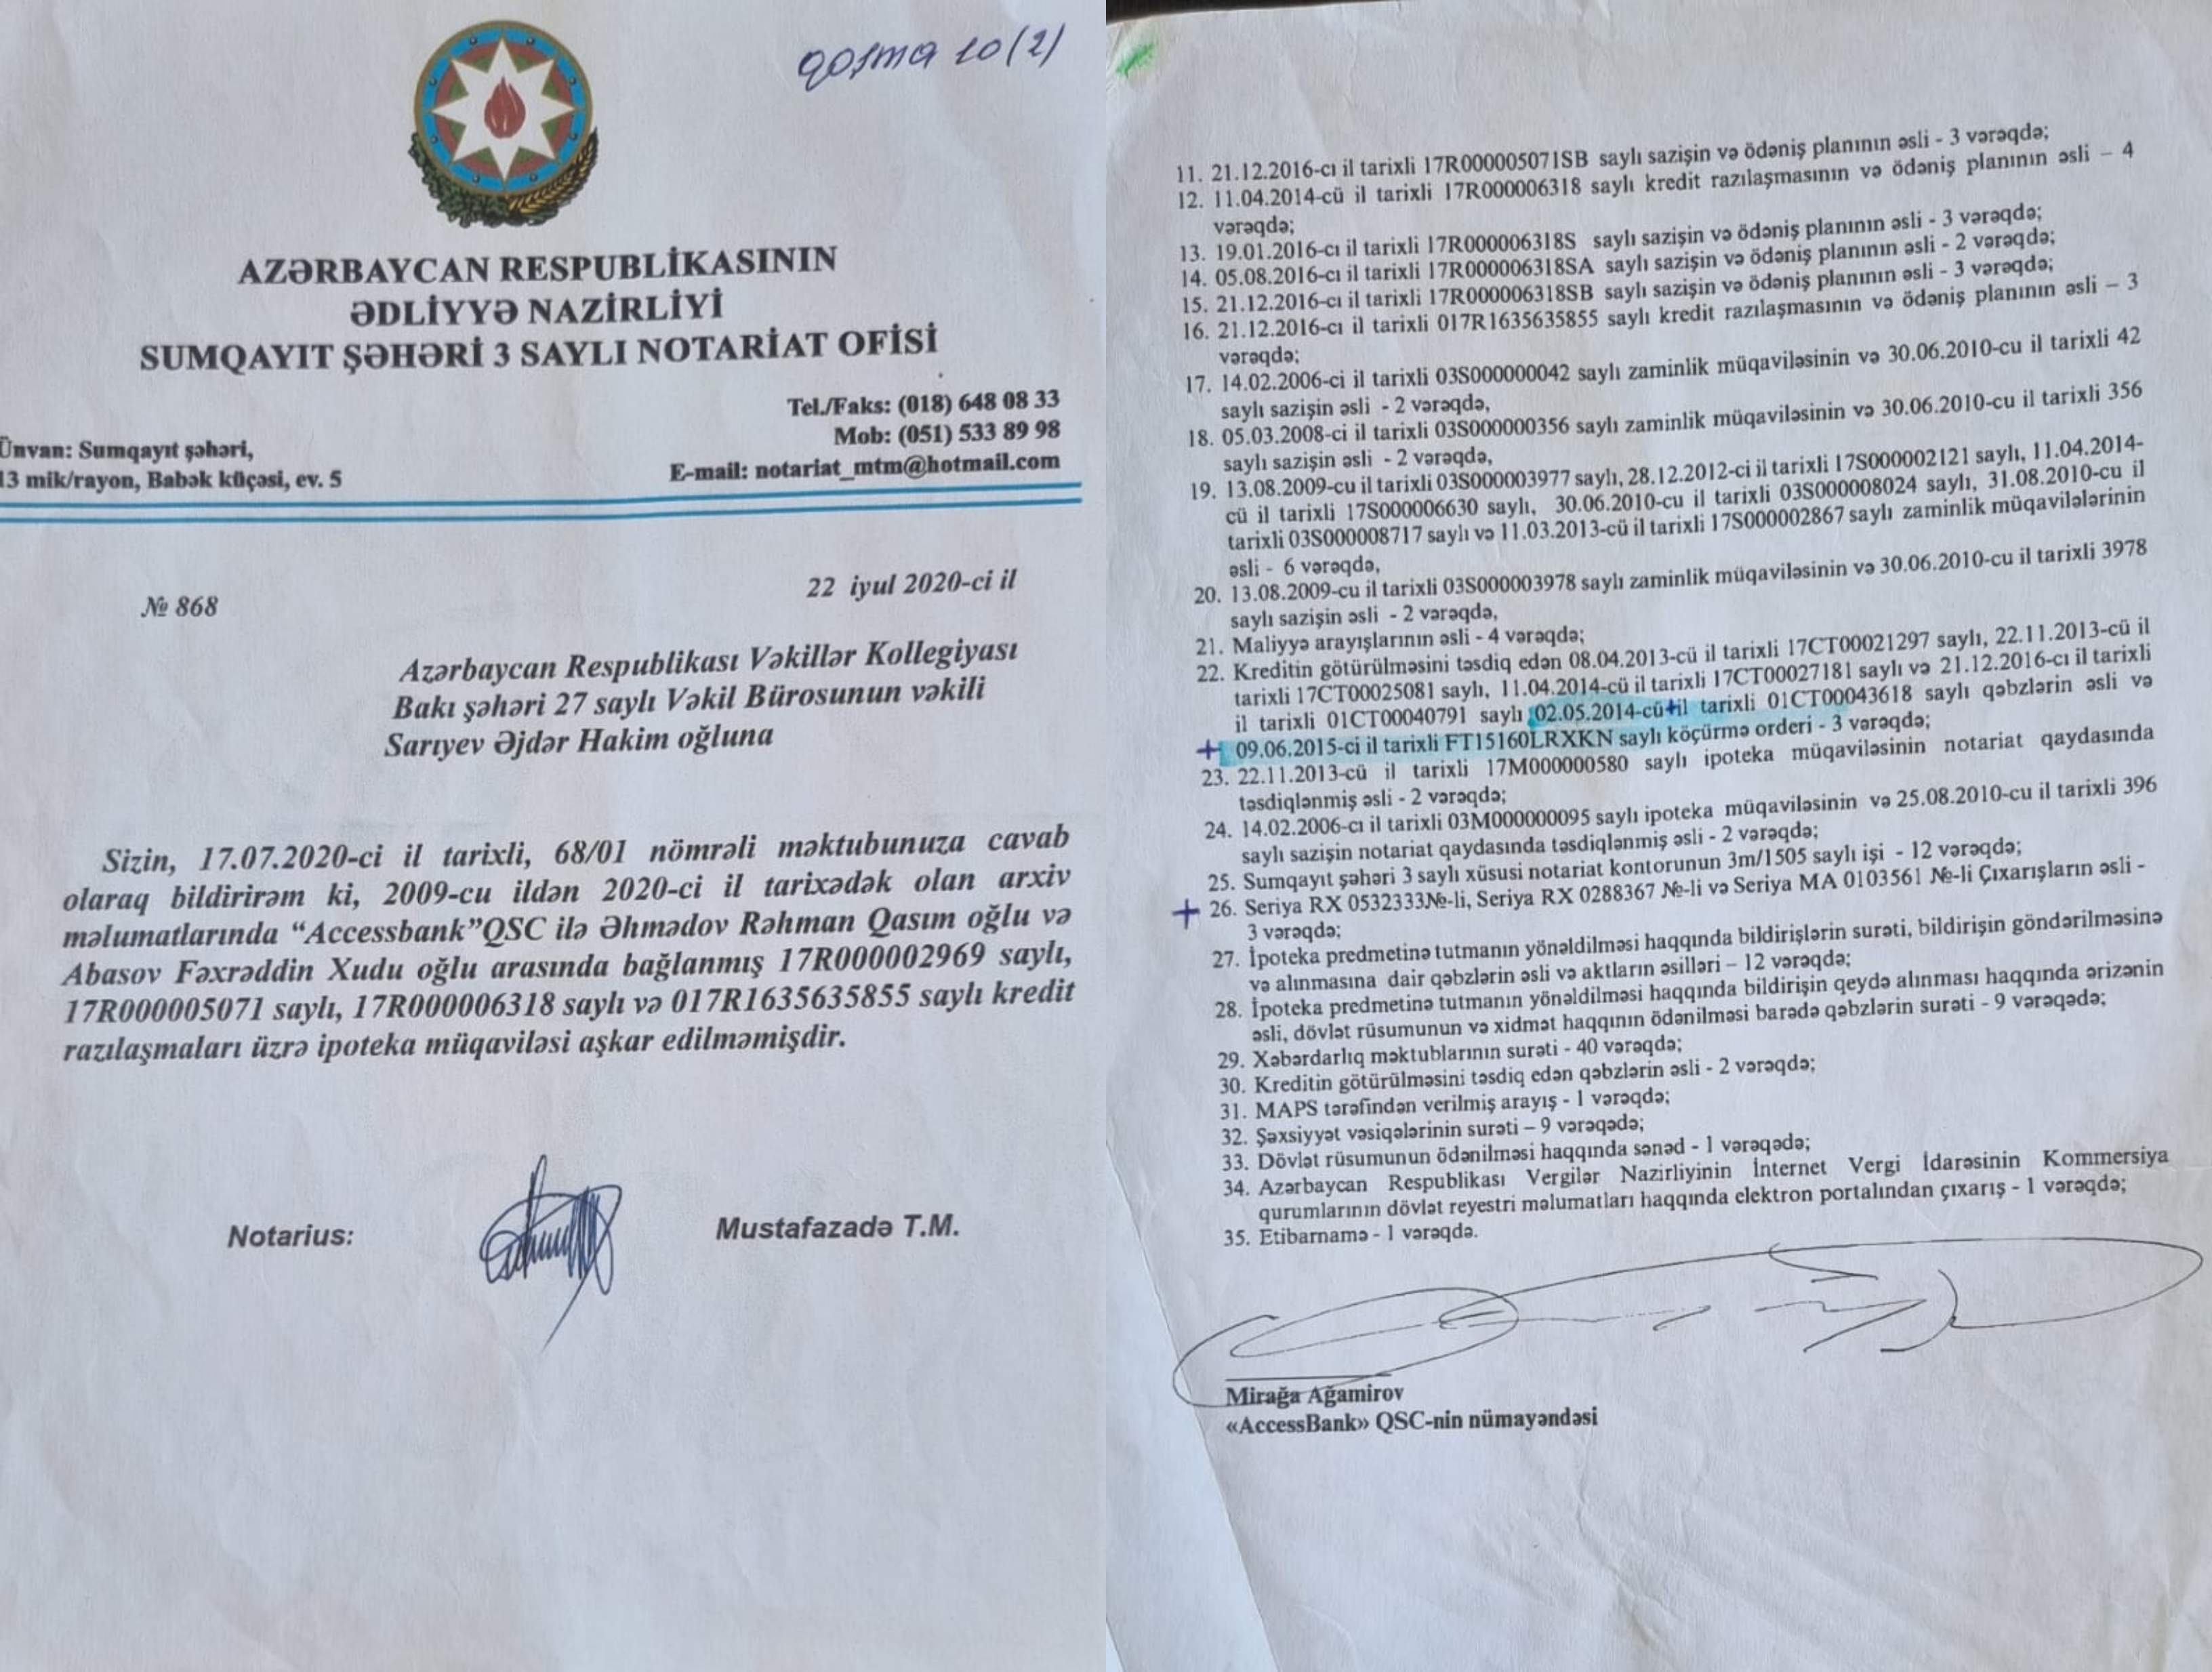 qoşma 10(2)
AZƏRBAYCAN RESPUBLİKASININ
ƏDLİYYƏ NAZİRLİYİ
SUMQAYIT ŞƏHƏRİ 3 SAYLI NOTARİAT OFİSİ
Tel./Faks: (018) 648 08 33
Mob: (051) 533 89 98
E-mail: notariat_mtm@hotmail.com
Ünvan: Sumqayıt şəhəri,
13 mik/rayon, Babək küçəsi, ev. 5
№ 868
22 iyul 2020-ci il
Azərbaycan Respublikası Vəkillər Kollegiyası
Bakı şəhəri 27 saylı Vəkil Bürosunun vəkili
Sarıyev Əjdər Hakim oğluna
Sizin, 17.07.2020-ci il tarixli, 68/01 nömrəli məktubunuza cavab
olaraq bildirirəm ki, 2009-cu ildən 2020-ci il tarixədək olan arxiv
məlumatlarında “Accessbank”QSC ilə Əhmədov Rəhman Qasım oğlu və
Abasov Fəxrəddin Xudu oğlu arasında bağlanmış 17R000002969 saylı,
17R000005071 saylı, 17R000006318 saylı və 017R1635635855 saylı kredit
razılaşmaları üzrə ipoteka müqaviləsi aşkar edilməmişdir.
Notarius:
Mustafazadə T.M.
11. 21.12.2016-cı il tarixli 17R000005071SB saylı sazişin və ödəniş planının əsli - 3 vərəqdə;
12. 11.04.2014-cü il tarixli 17R000006318 saylı kredit razılaşmasının və ödəniş planının əsli – 4
vərəqdə;
13. 19.01.2016-cı il tarixli 17R000006318S saylı sazişin və ödəniş planının əsli - 3 vərəqdə;
14. 05.08.2016-cı il tarixli 17R000006318SA saylı sazişin və ödəniş planının əsli - 2 vərəqdə;
15. 21.12.2016-cı il tarixli 17R000006318SB saylı sazişin və ödəniş planının əsli - 3 vərəqdə;
16. 21.12.2016-cı il tarixli 017R1635635855 saylı kredit razılaşmasının və ödəniş planının əsli – 3
vərəqdə;
17. 14.02.2006-ci il tarixli 03S000000042 saylı zaminlik müqaviləsinin və 30.06.2010-cu il tarixli 42
saylı sazişin əsli - 2 vərəqdə,
18. 05.03.2008-ci il tarixli 03S000000356 saylı zaminlik müqaviləsinin və 30.06.2010-cu il tarixli 356
saylı sazişin əsli - 2 vərəqdə,
19. 13.08.2009-cu il tarixli 03S000003977 saylı, 28.12.2012-ci il tarixli 17S000002121 saylı, 11.04.2014-
cü il tarixli 17S000006630 saylı, 30.06.2010-cu il tarixli 03S000008024 saylı, 31.08.2010-cu il
tarixli 03S000008717 saylı və 11.03.2013-cü il tarixli 17S000002867 saylı zaminlik müqavilələrinin
əsli - 6 vərəqdə,
20. 13.08.2009-cu il tarixli 03S000003978 saylı zaminlik müqaviləsinin və 30.06.2010-cu il tarixli 3978
saylı sazişin əsli - 2 vərəqdə,
21. Maliyyə arayışlarının əsli - 4 vərəqdə;
22. Kreditin götürülməsini təsdiq edən 08.04.2013-cü il tarixli 17CT00021297 saylı, 22.11.2013-cü il
tarixli 17CT00025081 saylı, 11.04.2014-cü il tarixli 17CT00027181 saylı və 21.12.2016-cı il tarixli
il tarixli 01CT00040791 saylı 02.05.2014-cü+il tarixli 01CT00043618 saylı qəbzlərin əsli və
+ 09.06.2015-ci il tarixli FT15160LRXKN saylı köçürmə orderi - 3 vərəqdə;
23. 22.11.2013-cü il tarixli 17M000000580 saylı ipoteka müqaviləsinin notariat qaydasında
təsdiqlənmiş əsli - 2 vərəqdə;
24. 14.02.2006-cı il tarixli 03M000000095 saylı ipoteka müqaviləsinin və 25.08.2010-cu il tarixli 396
saylı sazişin notariat qaydasında təsdiqlənmiş əsli - 2 vərəqdə;
25. Sumqayıt şəhəri 3 saylı xüsusi notariat kontorunun 3m/1505 saylı işi - 12 vərəqdə;
+ 26. Seriya RX 0532333№-li, Seriya RX 0288367 №-li və Seriya MA 0103561 №-li Çıxarışların əsli -
3 vərəqdə;
27. İpoteka predmetinə tutmanın yönəldilməsi haqqında bildirişlərin surəti, bildirişin göndərilməsinə
və alınmasına dair qəbzlərin əsli və aktların əsilləri – 12 vərəqdə;
28. İpoteka predmetinə tutmanın yönəldilməsi haqqında bildirişin qeydə alınması haqqında ərizənin
əsli, dövlət rüsumunun və xidmət haqqının ödənilməsi barədə qəbzlərin surəti - 9 vərəqədə;
29. Xəbərdarlıq məktublarının surəti - 40 vərəqdə;
30. Kreditin götürülməsini təsdiq edən qəbzlərin əsli - 2 vərəqdə;
31. MAPS tərəfindən verilmiş arayış - 1 vərəqdə;
32. Şəxsiyyət vəsiqələrinin surəti – 9 vərəqədə;
33. Dövlət rüsumunun ödənilməsi haqqında sənəd - 1 vərəqədə;
34. Azərbaycan Respublikası Vergilər Nazirliyinin İnternet Vergi İdarəsinin Kommersiya
qurumlarının dövlət reyestri məlumatları haqqında elektron portalından çıxarış - 1 vərəqdə;
35. Etibarnamə - 1 vərəqdə.
Mirağa Ağamirov
«AccessBank» QSC-nin nümayəndəsi